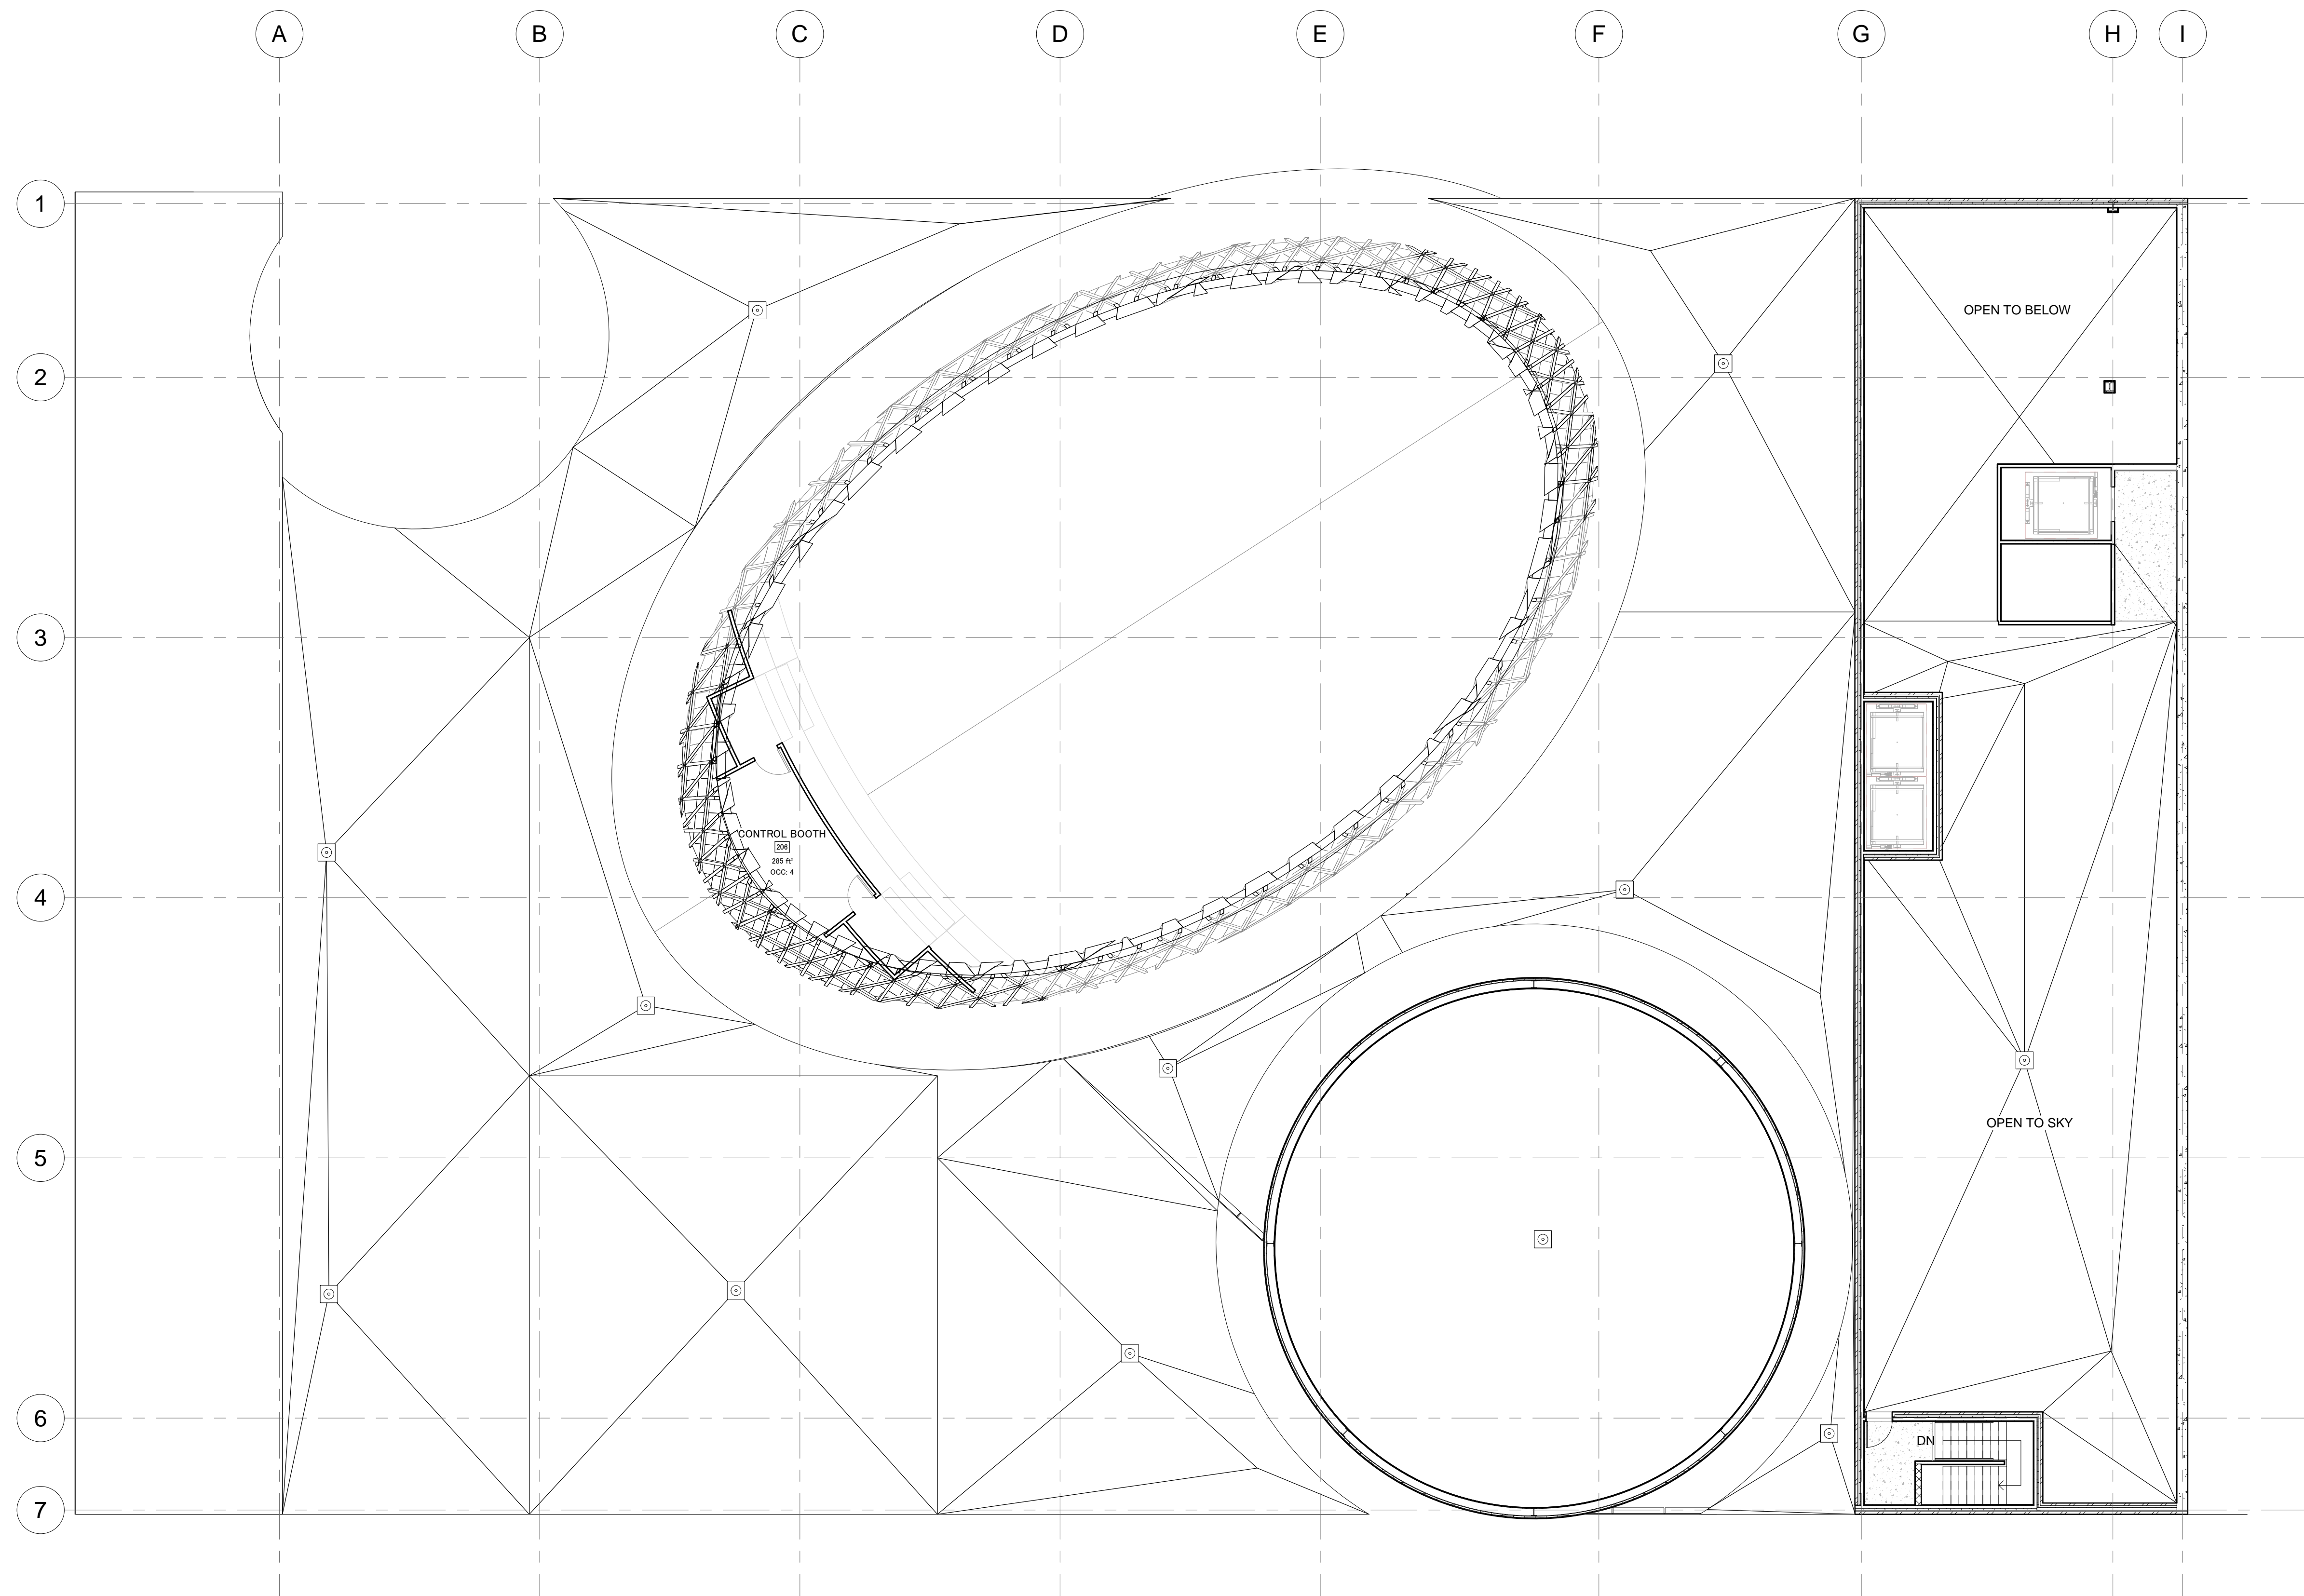 A B C D E F G H I
1
OPEN TO BELOW
2
3
CONTROL BOOTH
206
285 ft²
OCC: 4
4
OPEN TO SKY
5
6
DN
7